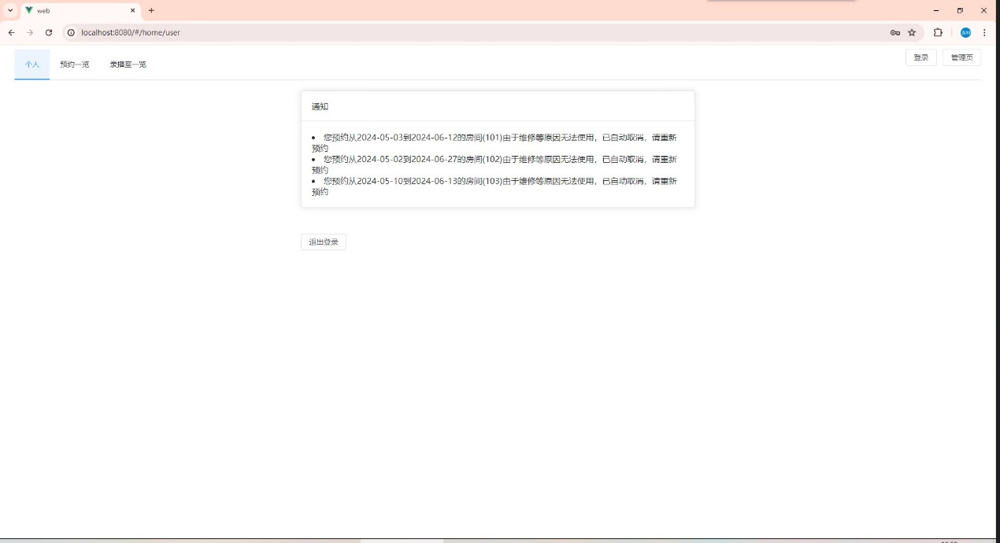 web
localhost:8080/#/home/user
个人
预约一览
录播室一览
登录
管理页
通知
您预约从2024-05-03到2024-06-12的房间(101)由于维修等原因无法使用，已自动取消，请重新
预约
您预约从2024-05-02到2024-06-27的房间(102)由于维修等原因无法使用，已自动取消，请重新
预约
您预约从2024-05-10到2024-06-13的房间(103)由于维修等原因无法使用，已自动取消，请重新
预约
退出登录